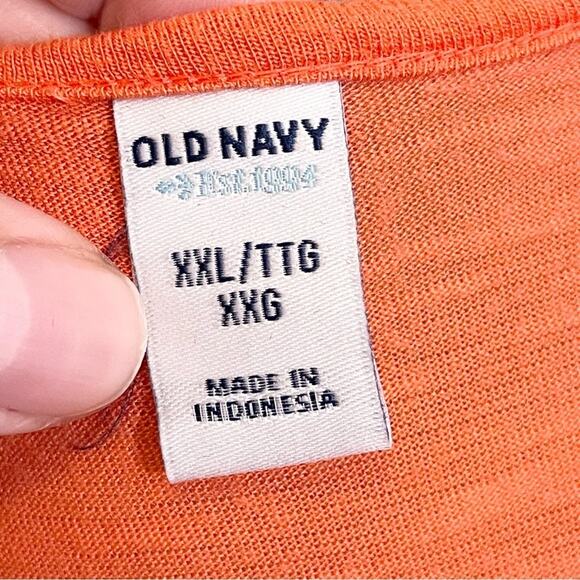 OLD NAVY
Est.1994
XXL/TTG
XXG
MADE IN
INDONESIA